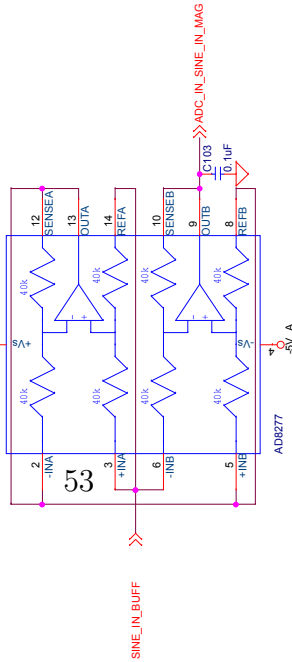 ADC_IN_SINE_IN_MAG
C103
0.1uF
12
SENSEA
13
OUTA
14
REFA
10
SENSEB
9
OUTB
8
REFB
40k
40k
40k
40k
+Vs
-Vs
4
-5V_A
40k
40k
40k
40k
2
-INA
3
+INA
6
-INB
5
+INB
AD8277
53
SINE_IN_BUFF